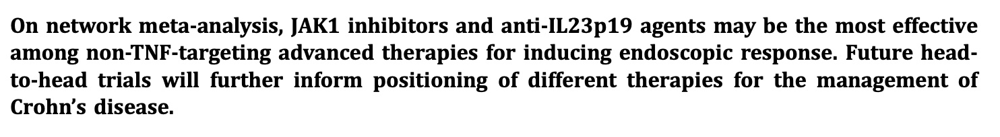 On network meta-analysis, JAK1 inhibitors and anti-IL23p19 agents may be the most effective
among non-TNF-targeting advanced therapies for inducing endoscopic response. Future head-
to-head trials will further inform positioning of different therapies for the management of
Crohn’s disease.